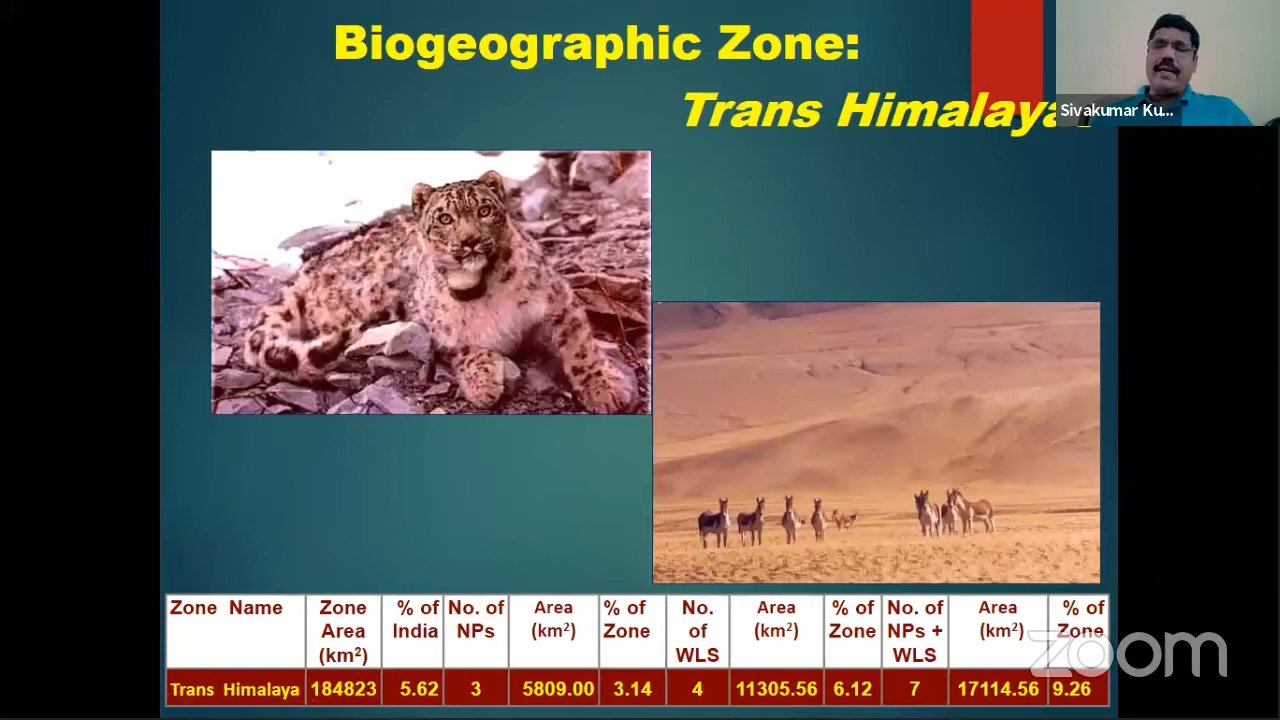 Biogeographic Zone:
Trans Himalaya
Sivakumar Ku...
Zone Name Zone Area (km²) % of India No. of NPs Area (km²) % of Zone No. of WLS Area (km²) % of Zone No. of NPs + WLS Area (km²) % of Zone
Trans Himalaya 184823 5.62 3 5809.00 3.14 4 11305.56 6.12 7 17114.56 9.26
zoom